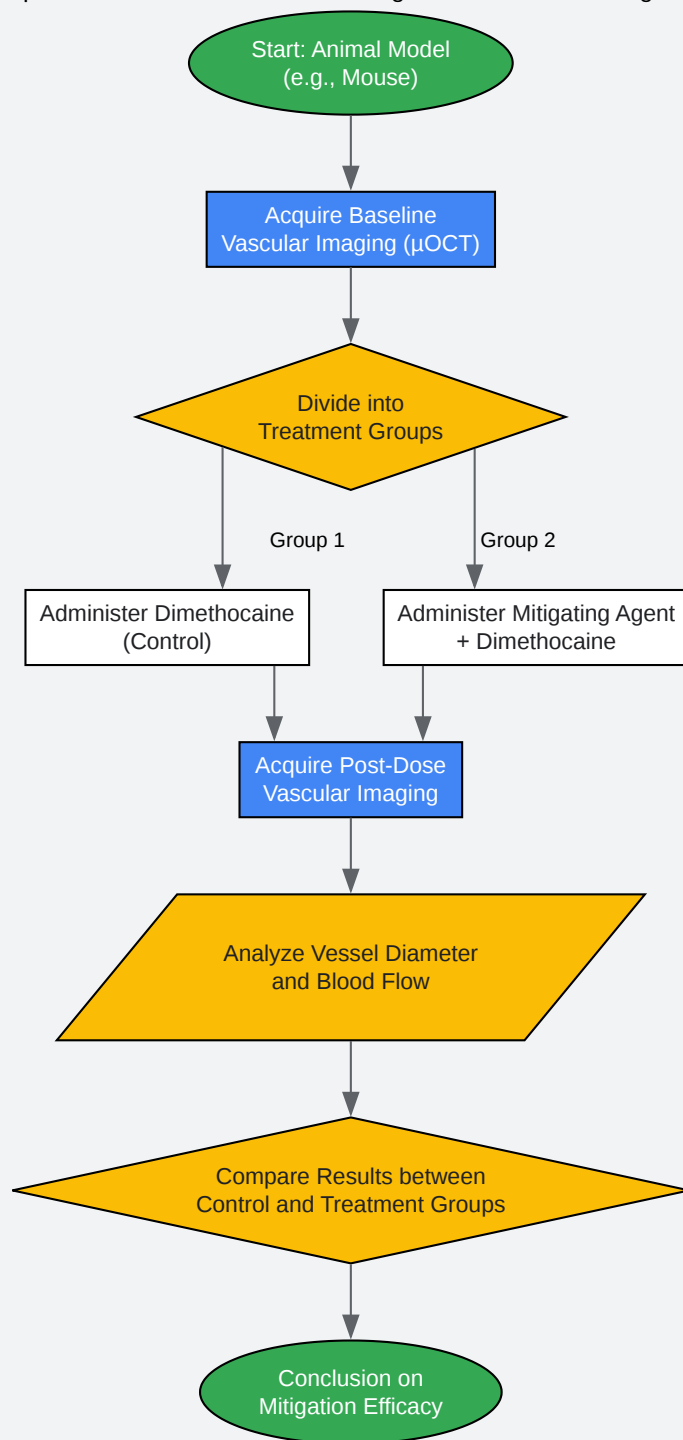 Start: Animal Model
(e.g., Mouse)
Acquire Baseline
Vascular Imaging (µOCT)
Divide into
Treatment Groups
Group 1
Group 2
Administer Dimethocaine
(Control)
Administer Mitigating Agent
+ Dimethocaine
Acquire Post-Dose
Vascular Imaging
Analyze Vessel Diameter
and Blood Flow
Compare Results between
Control and Treatment Groups
Conclusion on
Mitigation Efficacy